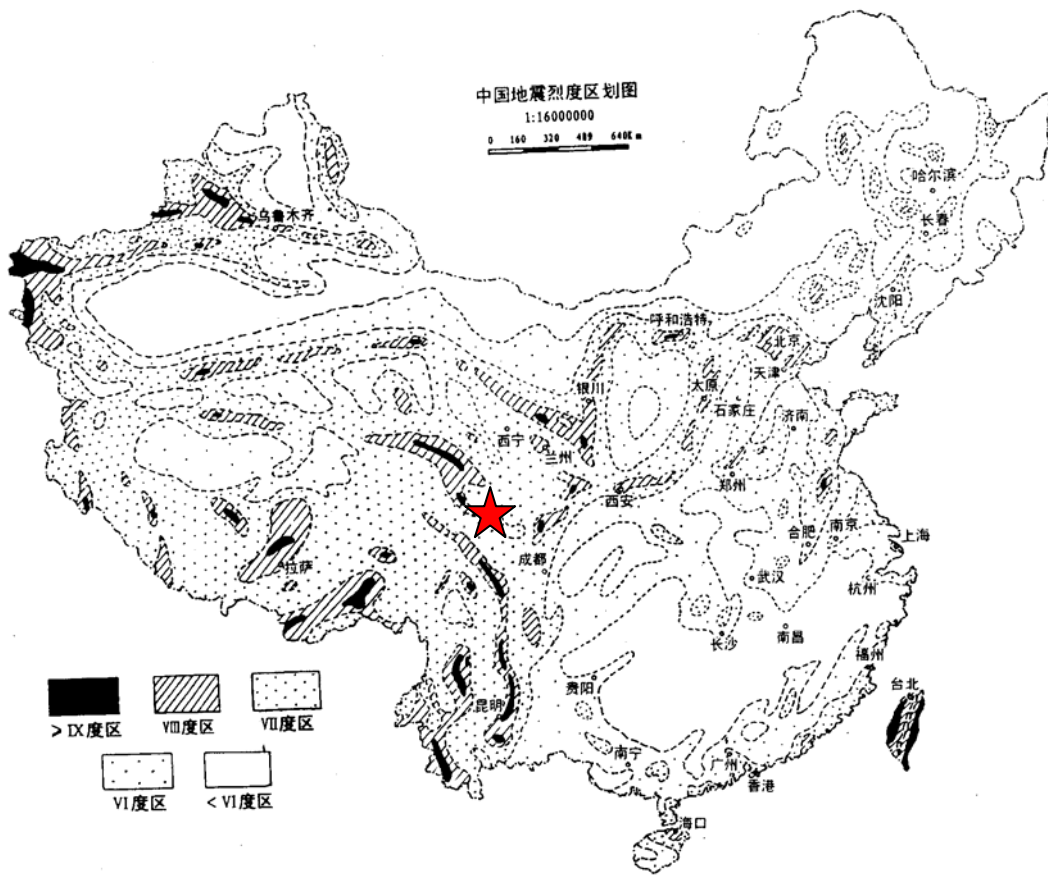 中国地震烈度区划图
1:16000000
0 160 320 489 640Km
哈尔滨
长春
乌鲁木齐
沈阳
呼和浩特
北京
天津
银川
太原
石家庄
济南
西宁
兰州
郑州
西安
合肥
南京
上海
成都
拉萨
武汉
杭州
南昌
长沙
福州
贵阳
台北
昆明
南宁
广州
香港
海口
≥IX度区
VIII度区
VII度区
VI度区
<VI度区